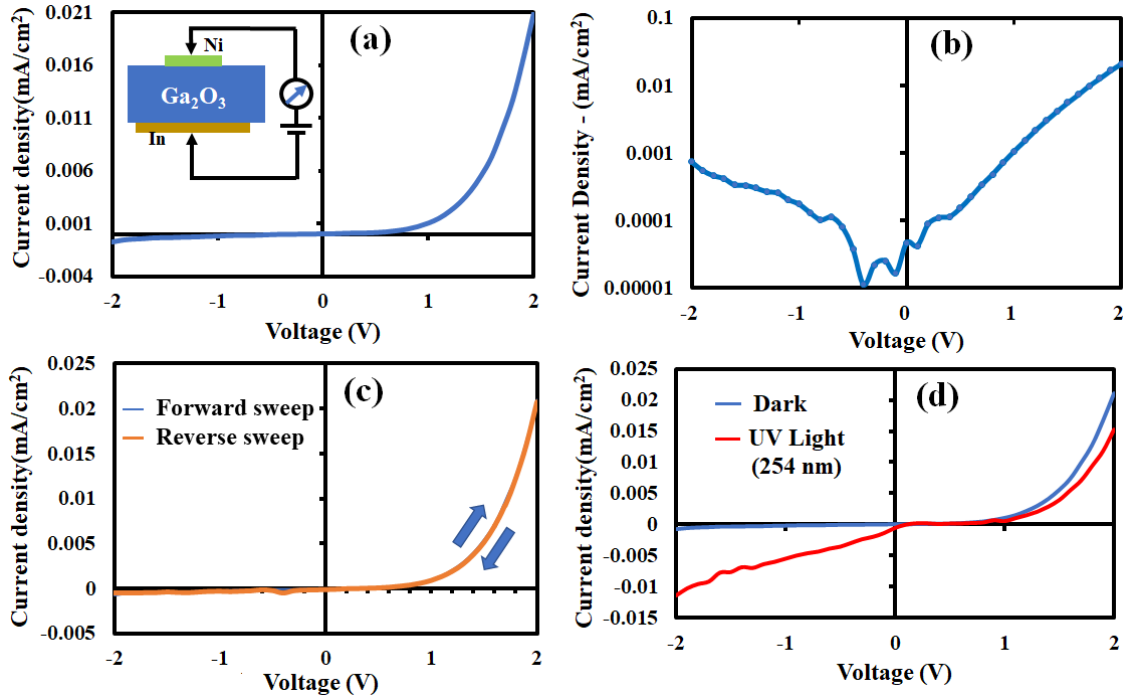 (a)
Current density(mA/cm²)
0.021
0.016
0.011
0.006
0.001
-0.004
-2
-1
0
1
2
Voltage (V)
Ni
Ga₂O₃
In
(b)
Current Density - (mA/cm²)
0.1
0.01
0.001
0.0001
0.00001
-2
-1
0
1
2
Voltage (V)
(c)
Current density(mA/cm²)
0.025
0.02
0.015
0.01
0.005
0
-0.005
-2
-1
0
1
2
Voltage (V)
Forward sweep
Reverse sweep
(d)
Current density(mA/cm²)
0.025
0.02
0.015
0.01
0.005
0
-0.005
-0.01
-0.015
-2
-1
0
1
2
Voltage (V)
Dark
UV Light
(254 nm)